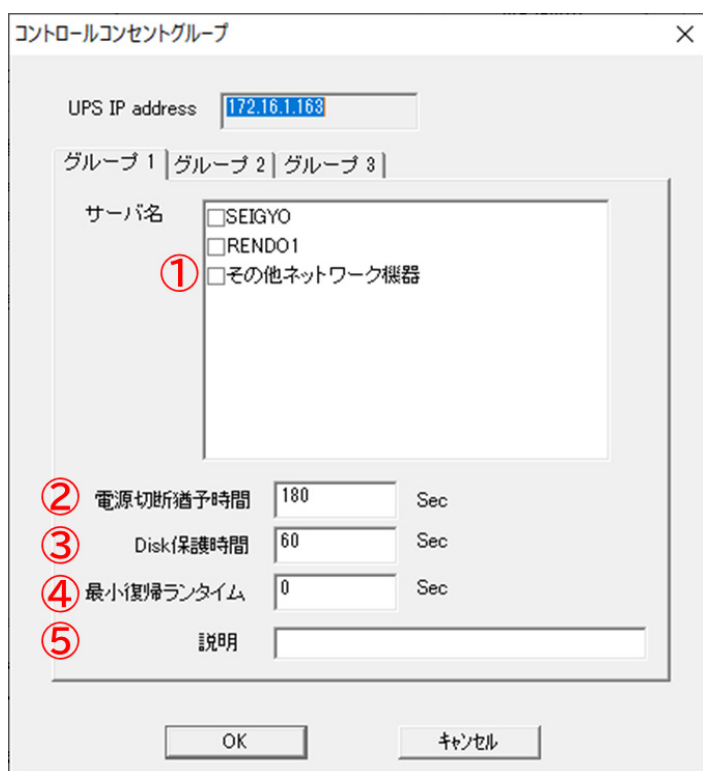 コントロールコンセントグループ
UPS IP address 172.16.1.163
グループ 1 グループ 2 グループ 3
サーバ名
SEIGYO
RENDO1
① その他ネットワーク機器
② 電源切断猶予時間 180 Sec
③ Disk保護時間 60 Sec
④ 最小復帰ランタイム 0 Sec
⑤ 説明
OK キャンセル